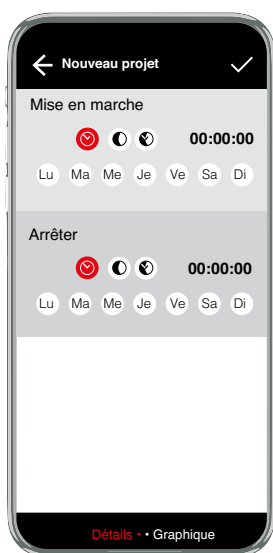 Nouveau projet
Mise en marche
00:00:00
Lu Ma Me Je Ve Sa Di
Arrêter
00:00:00
Lu Ma Me Je Ve Sa Di
Détails • • Graphique